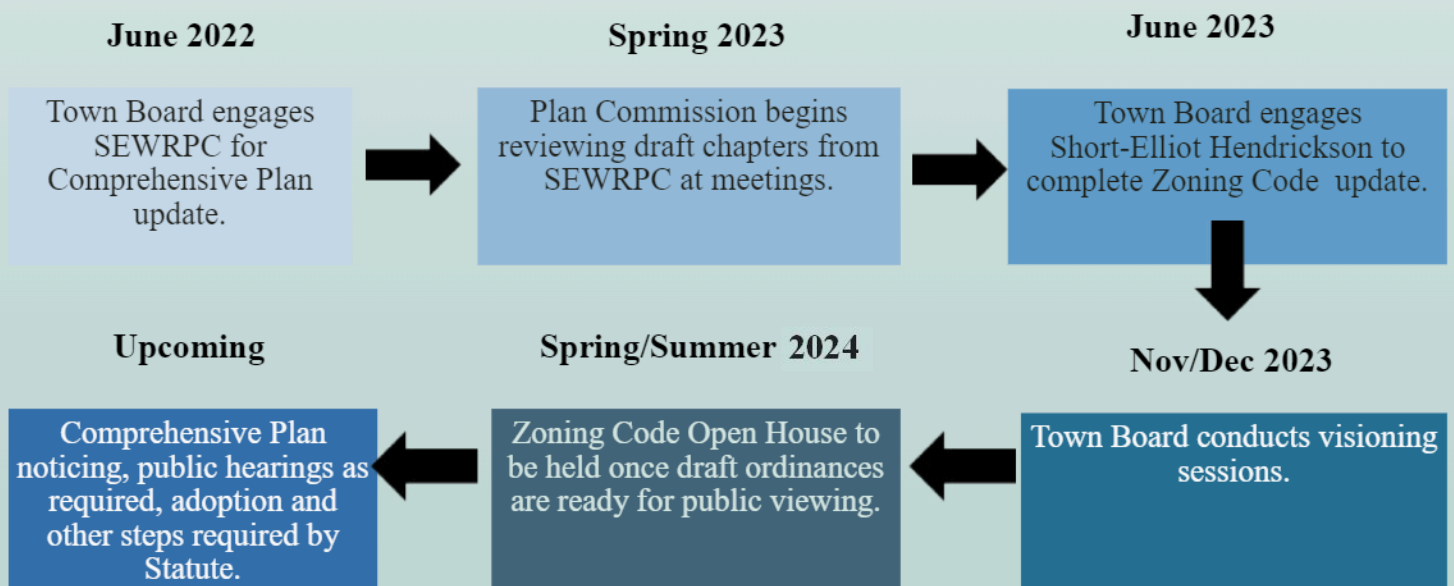 June 2022
Town Board engages
SEWRPC for
Comprehensive Plan
update.
Spring 2023
Plan Commission begins
reviewing draft chapters from
SEWRPC at meetings.
June 2023
Town Board engages
Short-Elliot Hendrickson to
complete Zoning Code update.
Nov/Dec 2023
Town Board conducts visioning
sessions.
Spring/Summer 2024
Zoning Code Open House to
be held once draft ordinances
are ready for public viewing.
Upcoming
Comprehensive Plan
noticing, public hearings as
required, adoption and
other steps required by
Statute.